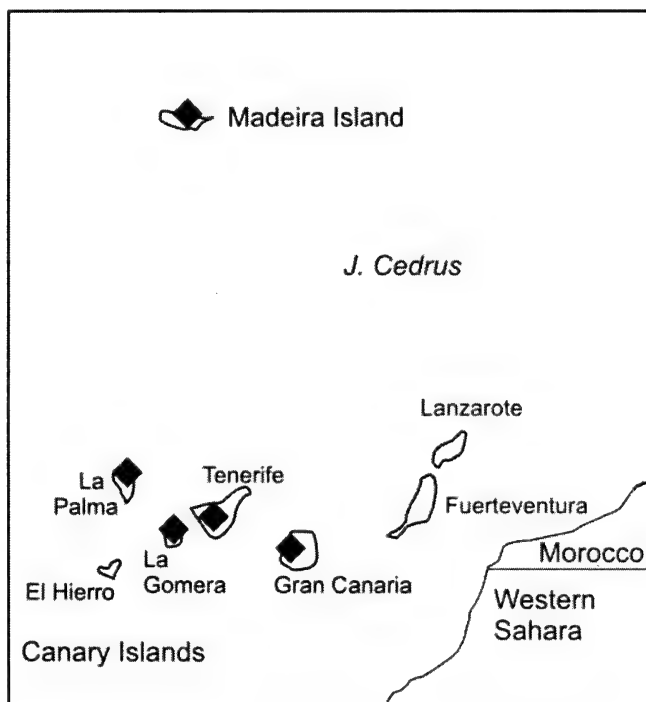 Madeira Island
J. Cedrus
Lanzarote
La
Palma
Tenerife
Fuerteventura
El Hierro
La
Gomera
Gran Canaria
Morocco
Western
Sahara
Canary Islands